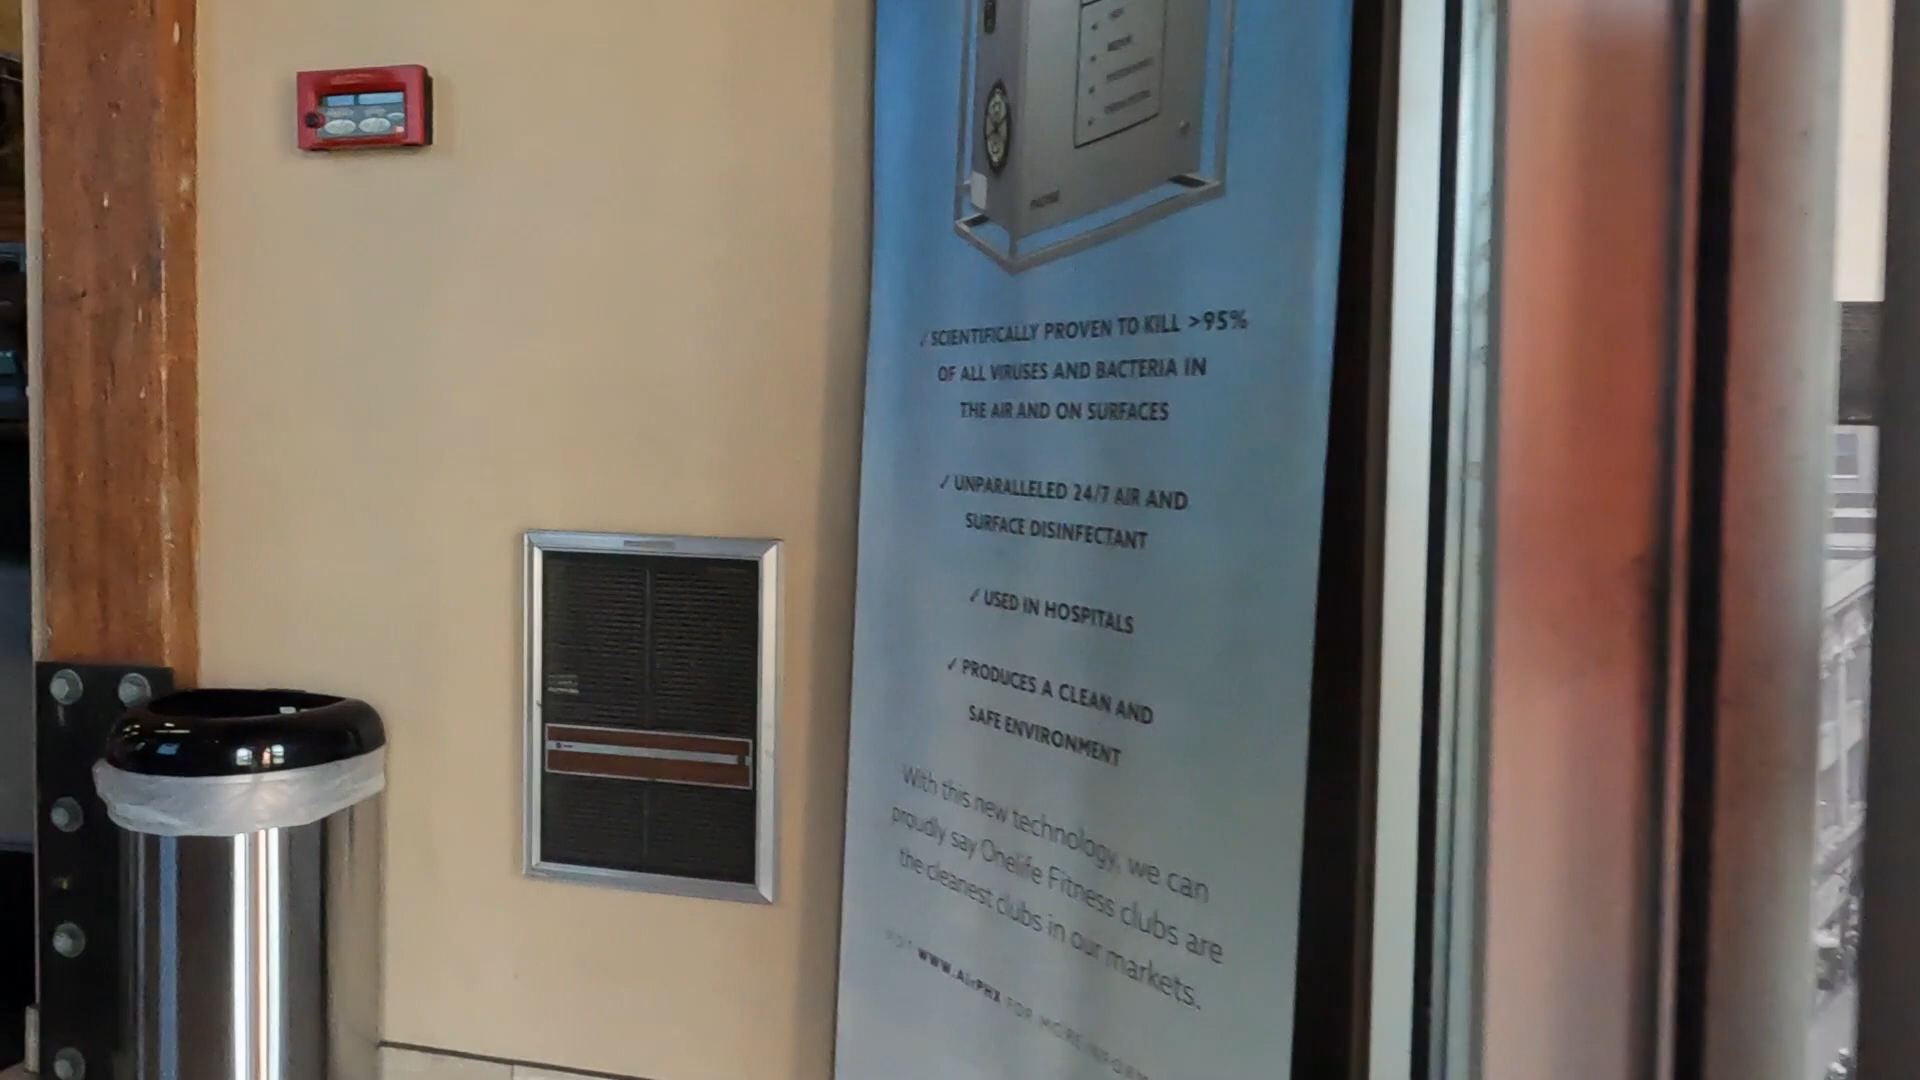 ✓ SCIENTIFICALLY PROVEN TO KILL >95%
OF ALL VIRUSES AND BACTERIA IN
THE AIR AND ON SURFACES
✓ UNPARALLELED 24/7 AIR AND
SURFACE DISINFECTANT
✓ USED IN HOSPITALS
✓ PRODUCES A CLEAN AND
SAFE ENVIRONMENT
With this new technology, we can
proudly say Onelife Fitness clubs are
the cleanest clubs in our markets.
VISIT WWW.AirPHX FOR MORE INFORM